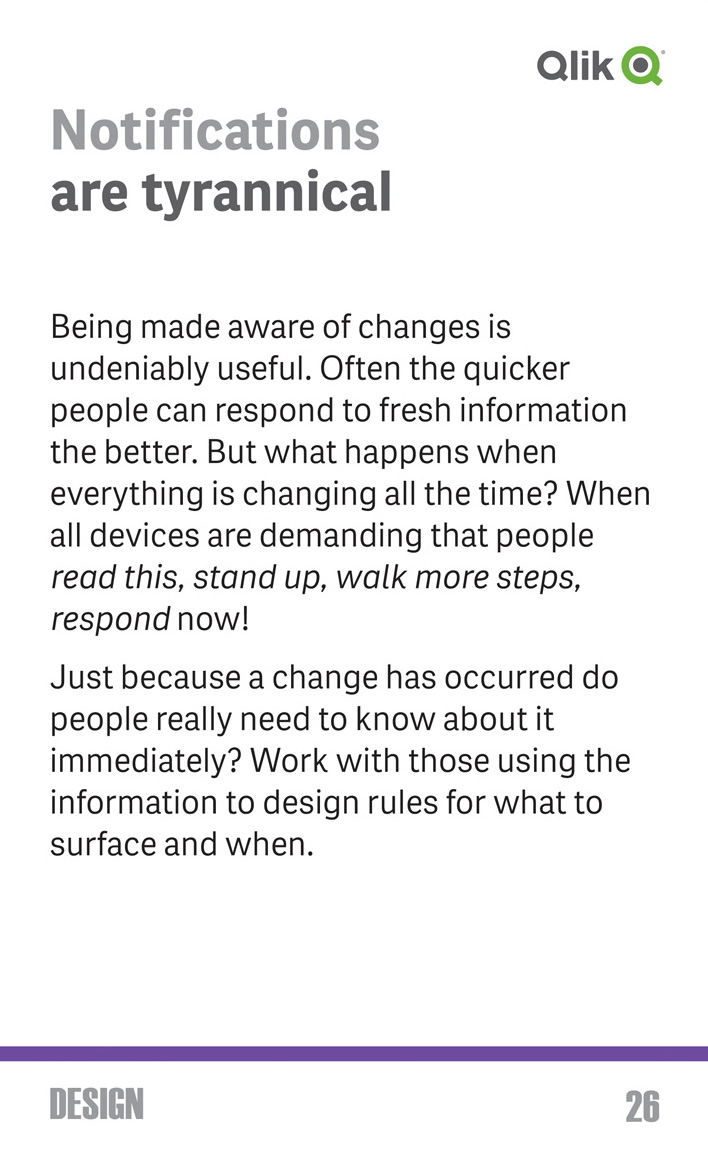 Qlik
Notifications
are tyrannical
Being made aware of changes is
undeniably useful. Often the quicker
people can respond to fresh information
the better. But what happens when
everything is changing all the time? When
all devices are demanding that people
read this, stand up, walk more steps,
respond now!
Just because a change has occurred do
people really need to know about it
immediately? Work with those using the
information to design rules for what to
surface and when.
DESIGN
26